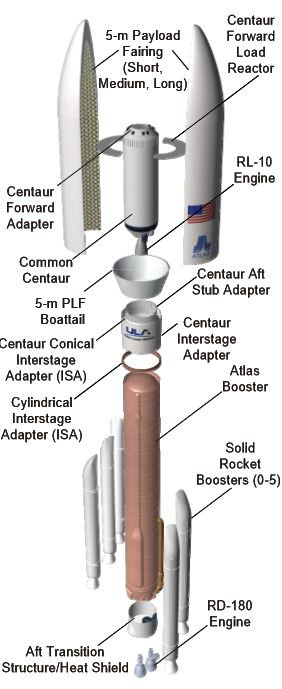 Centaur
Forward
Load
Reactor
5-m Payload
Fairing
(Short,
Medium, Long)
RL-10
Engine
Centaur
Forward
Adapter
ATLAS
Common
Centaur
Centaur Aft
Stub Adapter
5-m PLF
Boattail
ULA
Centaur
Interstage
Adapter
Centaur Conical
Interstage
Adapter (ISA)
Atlas
Booster
Cylindrical
Interstage
Adapter (ISA)
Solid
Rocket
Boosters (0-5)
RD-180
Engine
Aft Transition
Structure/Heat Shield